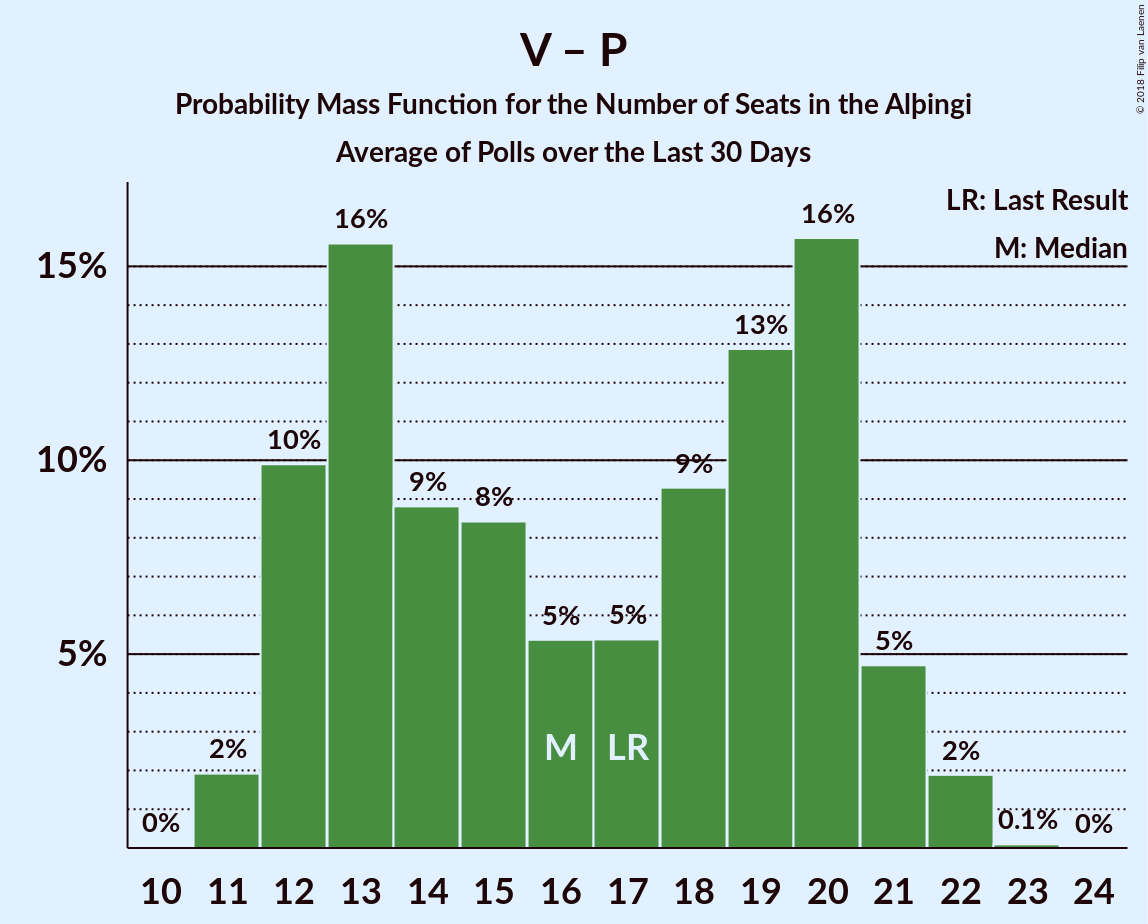 V – P
Probability Mass Function for the Number of Seats in the Alþingi
Average of Polls over the Last 30 Days
© 2018 Filip van Laenen
LR: Last Result
M: Median
15%
10%
5%
0%
2%
10%
16%
9%
8%
5%
5%
9%
13%
16%
5%
2%
0.1%
0%
M
LR
10 11 12 13 14 15 16 17 18 19 20 21 22 23 24